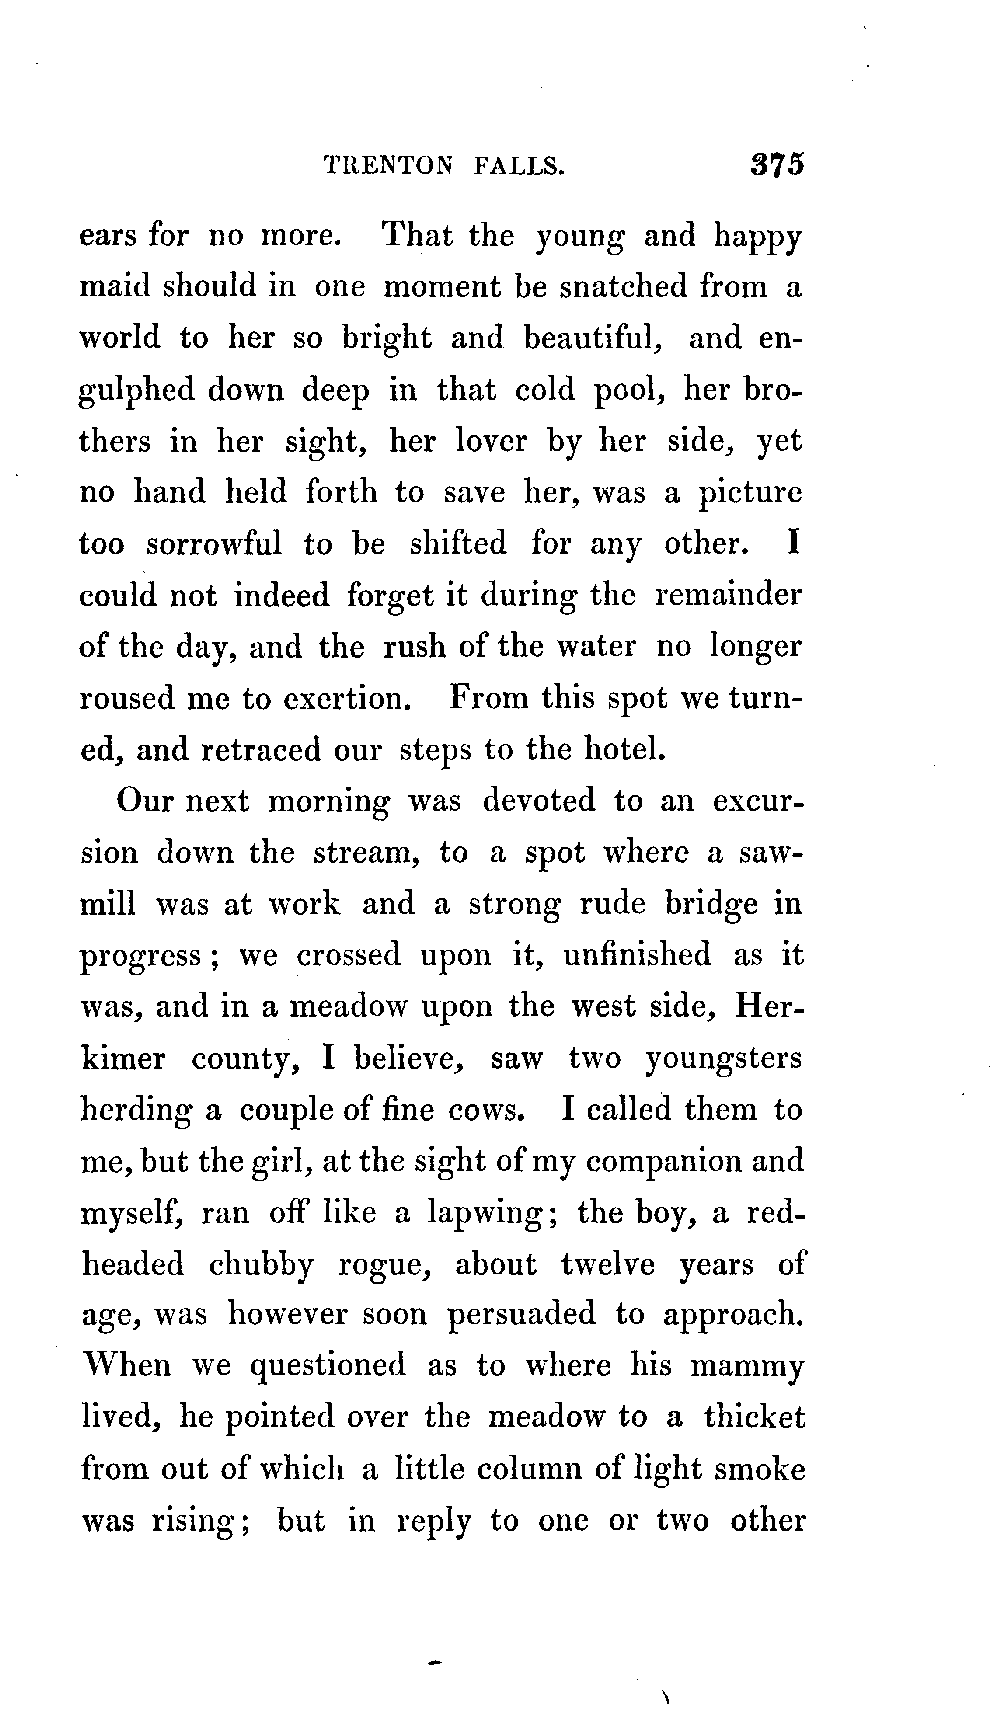 TRENTON FALLS. 375
ears for no more. That the young and happy
maid should in one moment be snatched from a
world to her so bright and beautiful, and en-
gulphed down deep in that cold pool, her bro-
thers in her sight, her lover by her side, yet
no hand held forth to save her, was a picture
too sorrowful to be shifted for any other. I
could not indeed forget it during the remainder
of the day, and the rush of the water no longer
roused me to exertion. From this spot we turn-
ed, and retraced our steps to the hotel.
Our next morning was devoted to an excur-
sion down the stream, to a spot where a saw-
mill was at work and a strong rude bridge in
progress ; we crossed upon it, unfinished as it
was, and in a meadow upon the west side, Her-
kimer county, I believe, saw two youngsters
herding a couple of fine cows. I called them to
me, but the girl, at the sight of my companion and
myself, ran off like a lapwing; the boy, a red-
headed chubby rogue, about twelve years of
age, was however soon persuaded to approach.
When we questioned as to where his mammy
lived, he pointed over the meadow to a thicket
from out of which a little column of light smoke
was rising; but in reply to one or two other